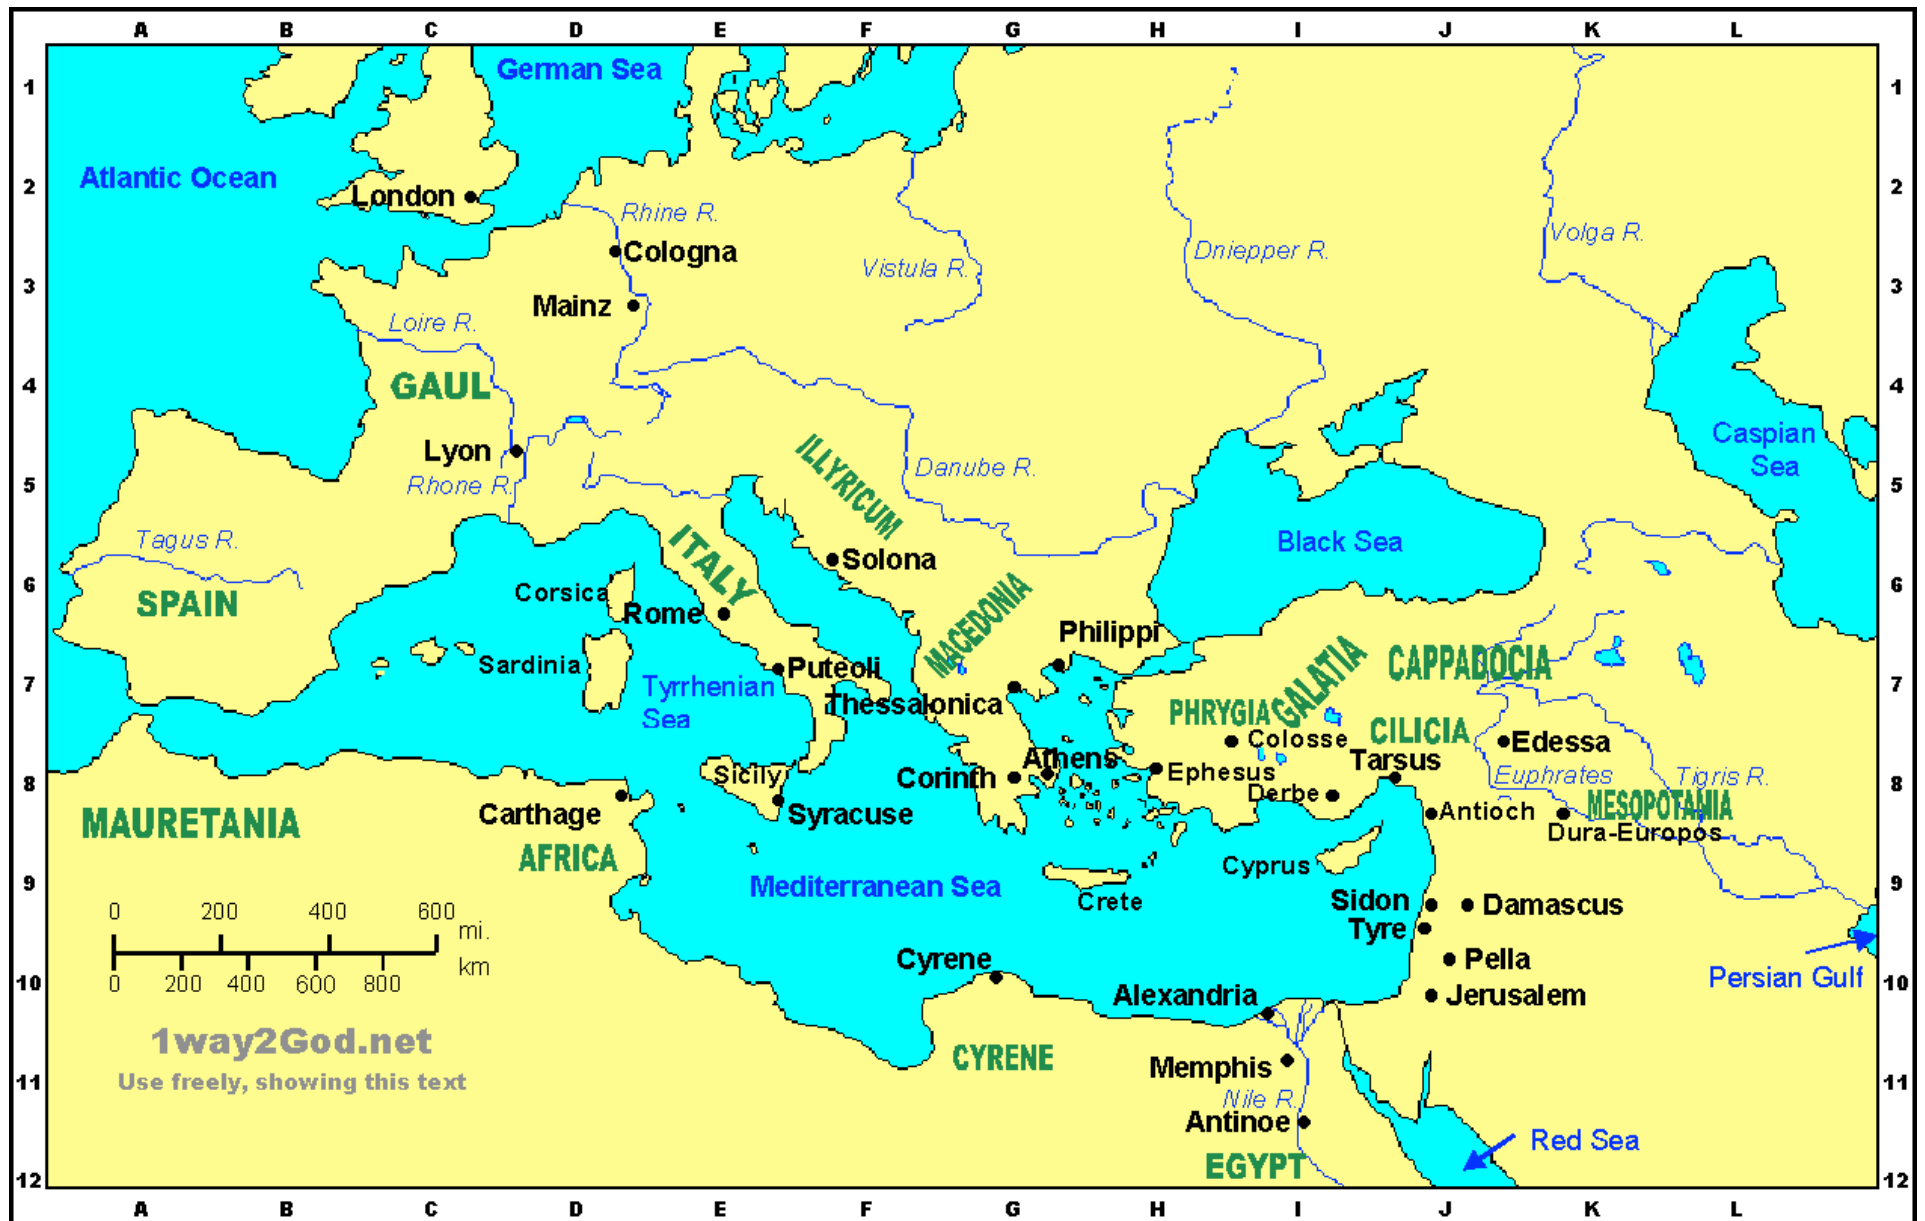 A B C D E F G H I J K L
1 German Sea 1
Atlantic Ocean
2 London 2
Rhine R.
Cologna
Vistula R.
Dniepper R.
Volga R.
3 Mainz 3
Loire R.
4 GAUL 4
Lyon
Rhone R.
ILLYRICUM
Danube R.
Caspian
Sea
5 5
Tagus R.
ITALY
Solona
Black Sea
6 SPAIN 6
Corsica
Rome
MACEDONIA
Philippi
Sardinia
Puteoli
GALATIA
CAPPADOCIA
7 Tyrrhenian 7
Sea
Thessalonica
PHRYGIA
Colosse
CILICIA
Edessa
Athens
Tarsus
Sicily
Corinth
Ephesus
Euphrates
Tigris R.
8 Derbe 8
MAURETANIA
Carthage
Syracuse
Antioch
MESOPOTAMIA
Dura-Europos
AFRICA
Cyprus
9 Mediterranean Sea 9
Crete
Sidon
Damascus
Tyre
0 200 400 600
mi.
km
0 200 400 600 800
Cyrene
Pella
Persian Gulf
10 Alexandria 10
Jerusalem
1way2God.net
Use freely, showing this text
CYRENE
Memphis
11 Nile R. 11
Antinoe
Red Sea
EGYPT
12 12
A B C D E F G H I J K L